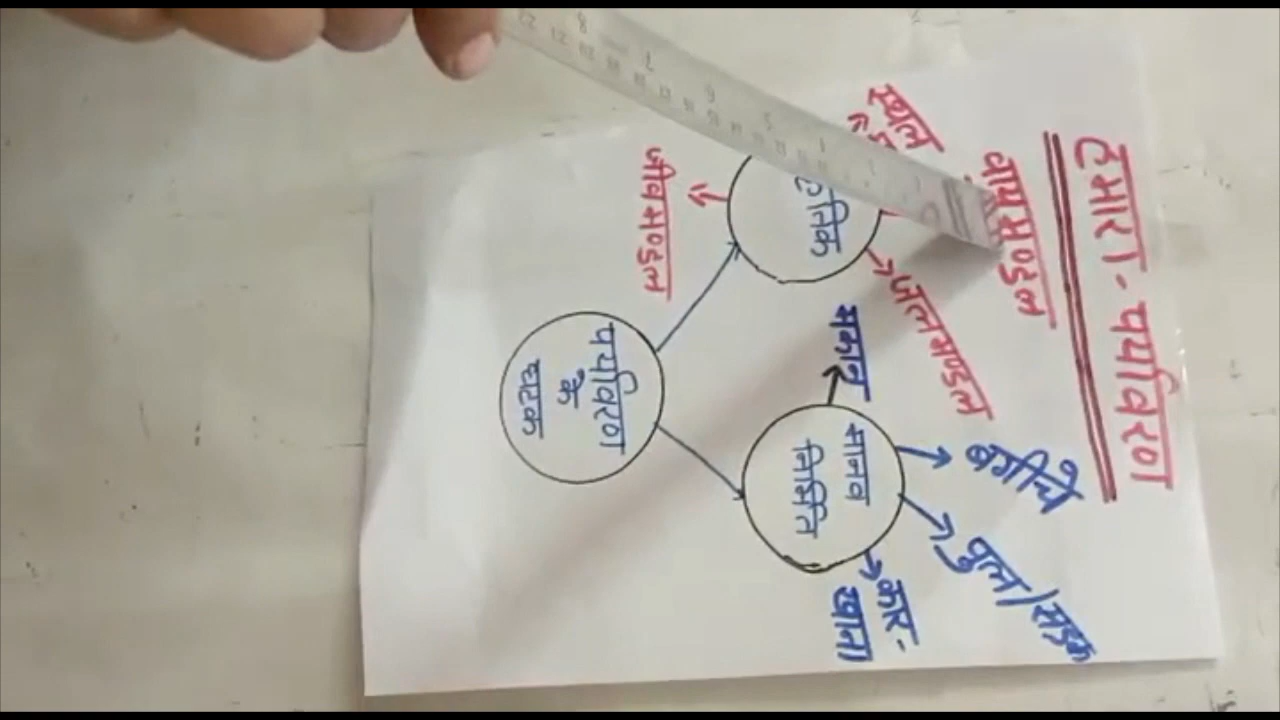 हमारा - पर्यावरण
वायुमण्डल
स्थल
जलमण्डल
जीवमण्डल
बगीचे
पुल/सड़क
मकान
कार-
खाना
मानव
निर्मित
पर्यावरण
के
घटक